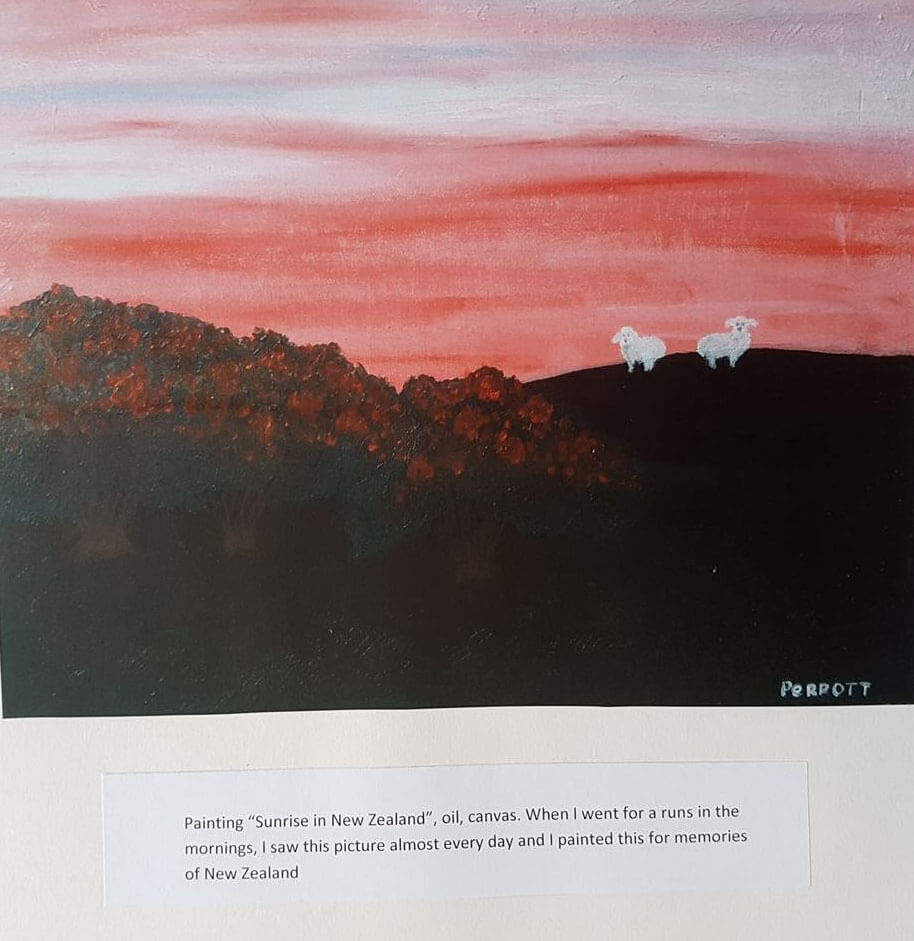 PeRROTT
Painting “Sunrise in New Zealand”, oil, canvas. When I went for a runs in the
mornings, I saw this picture almost every day and I painted this for memories
of New Zealand